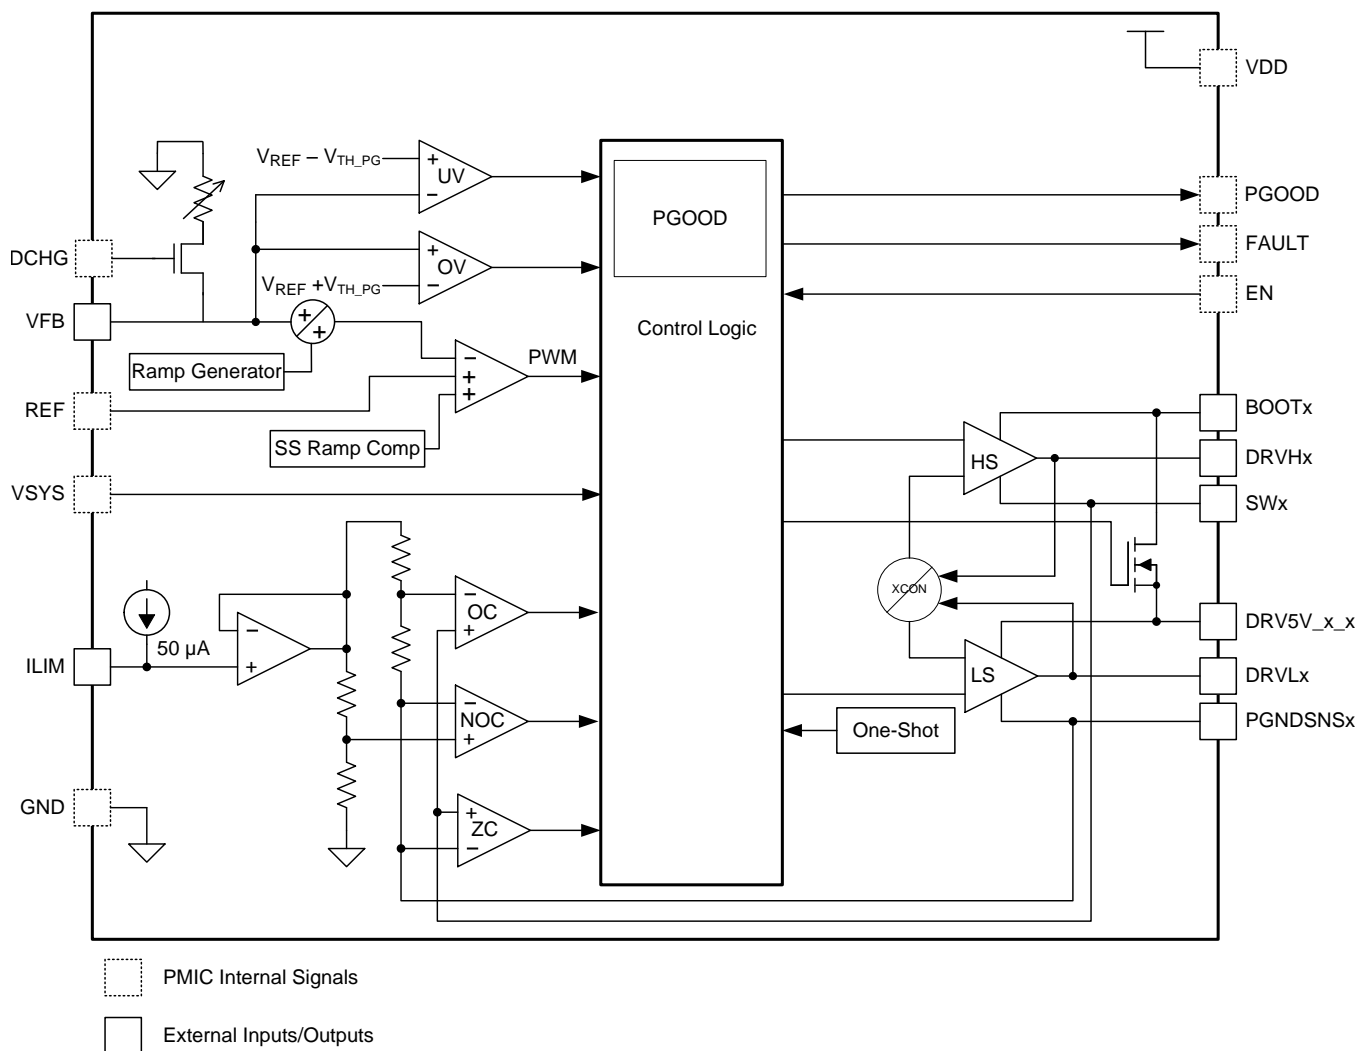 VDD
V_REF – V_TH_PG
+
UV
−
PGOOD
PGOOD
DCHG
+
OV
−
V_REF +V_TH_PG
FAULT
EN
VFB
+
+
Control Logic
Ramp Generator
−
+
+
PWM
REF
SS Ramp Comp
BOOTx
HS
DRVHx
VSYS
SWx
XCON
−
OC
+
50 µA
−
+
ILIM
DRV5V_x_x
LS
DRVLx
−
NOC
+
One-Shot
PGNDSNSx
GND
+
ZC
−
PMIC Internal Signals
External Inputs/Outputs